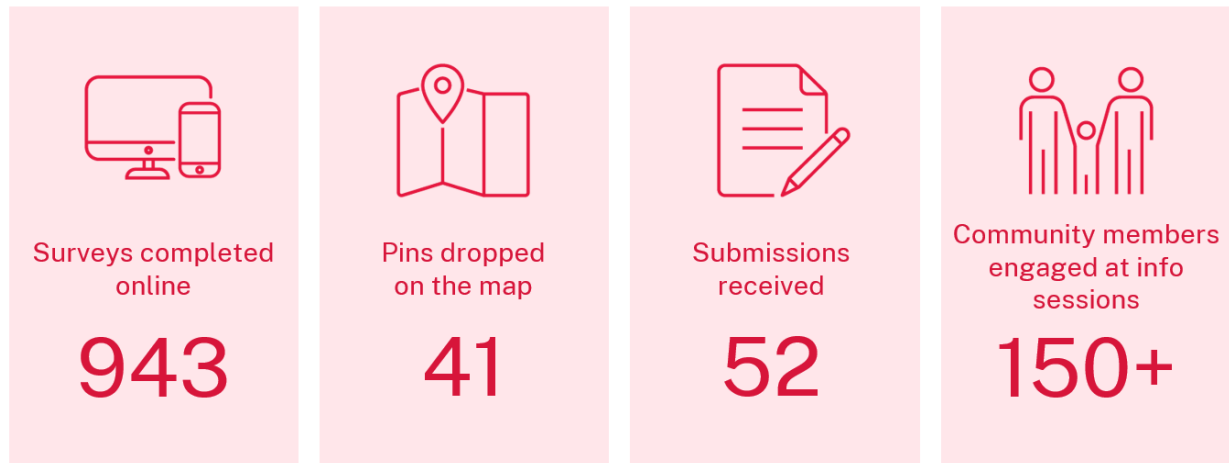 Surveys completed
online
943
Pins dropped
on the map
41
Submissions
received
52
Community members
engaged at info
sessions
150+